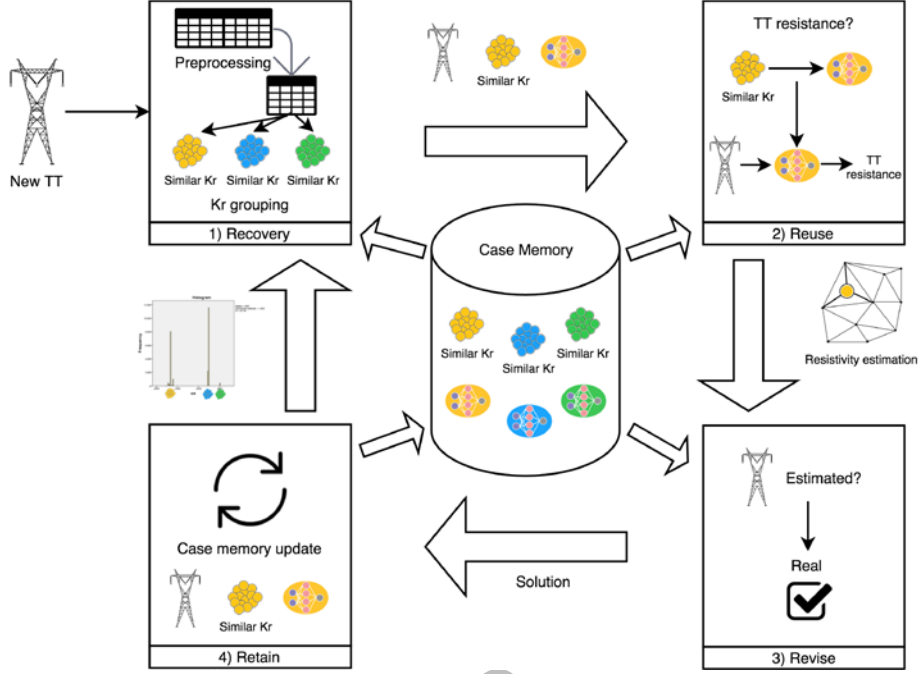 New TT
Preprocessing
Similar Kr
Similar Kr
Similar Kr
Kr grouping
1) Recovery
Similar Kr
TT resistance?
Similar Kr
TT
resistance
2) Reuse
Case Memory
Similar Kr
Similar Kr
Similar Kr
Histogram
Frequency
Resistivity estimation
Case memory update
Similar Kr
4) Retain
Solution
Estimated?
Real
3) Revise